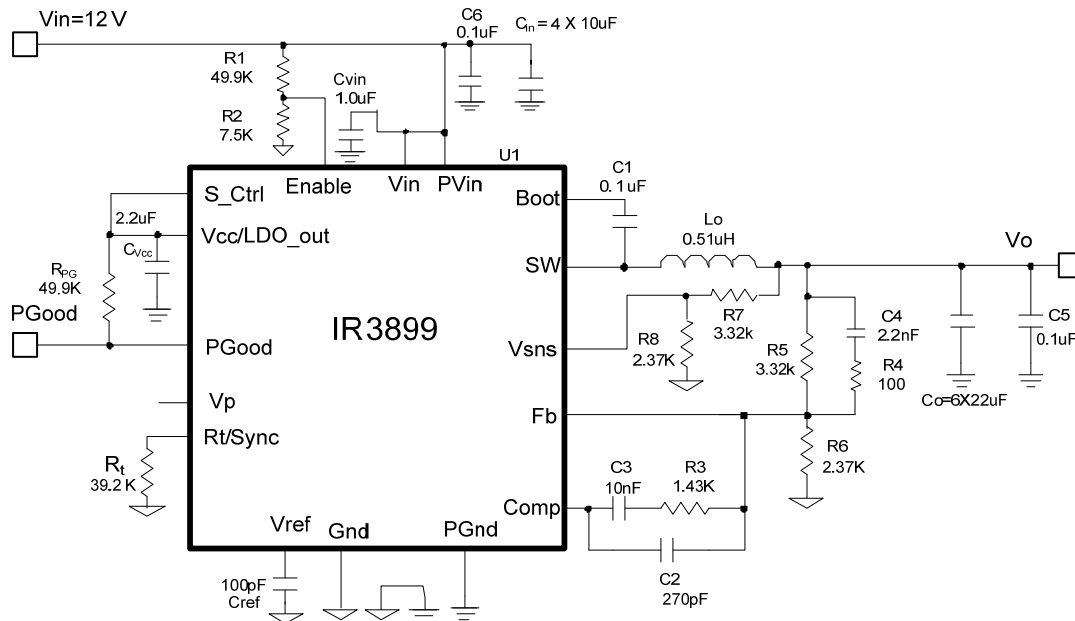 Vin=12 V
C6
0.1uF
Cin = 4 X 10uF
R1
49.9K
Cvin
1.0uF
R2
7.5K
U1
Enable
Vin
PVin
S_Ctrl
Boot
C1
0.1uF
2.2uF
Vcc/LDO_out
CVcc
Lo
0.51uH
Vo
SW
RPG
49.9K
PGood
IR3899
PGood
Vsns
R8
2.37K
R7
3.32k
R5
3.32k
C4
2.2nF
R4
100
C5
0.1uF
Co=6X22uF
Vp
Fb
Rt/Sync
Rt
39.2K
R6
2.37K
C3
10nF
R3
1.43K
Comp
Vref
Gnd
PGnd
100pF
Cref
C2
270pF